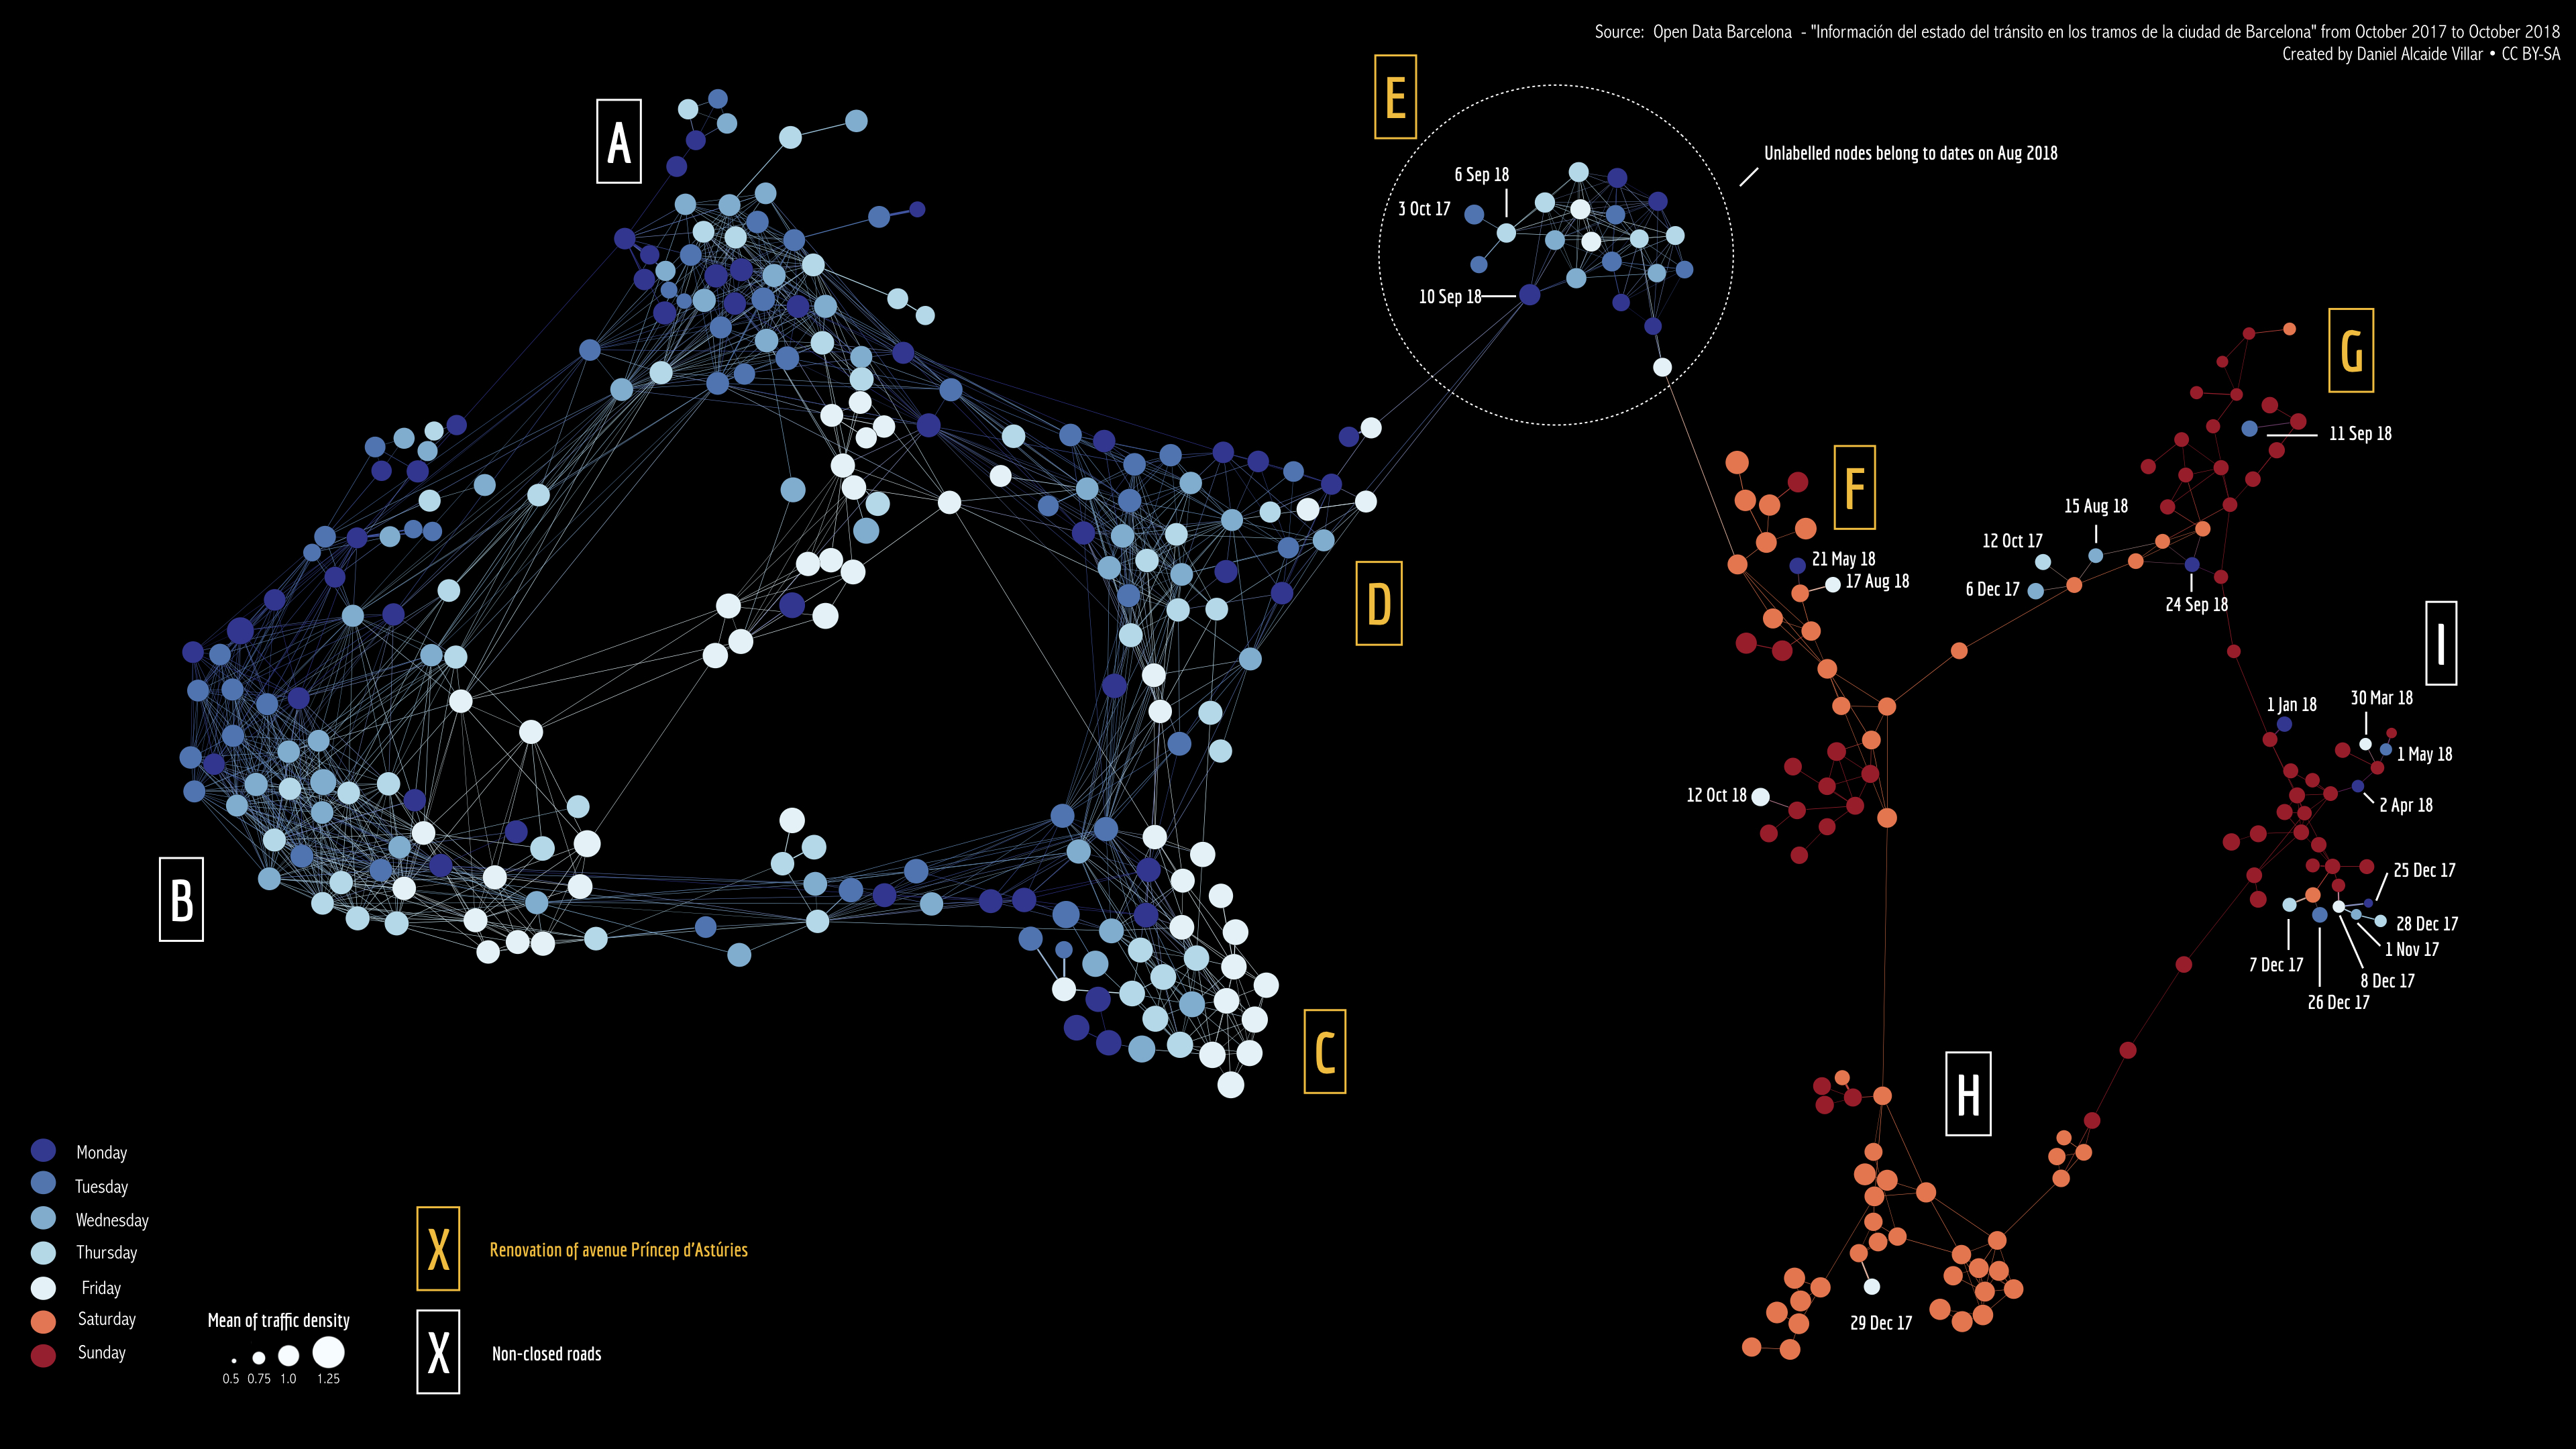 Source:  Open Data Barcelona  - "Información del estado del tránsito en los tramos de la ciudad de Barcelona" from October 2017 to October 2018
Created by Daniel Alcaide Villar • CC BY-SA
E
A
Unlabelled nodes belong to dates on Aug 2018
6 Sep 18
3 Oct 17
10 Sep 18
G
11 Sep 18
F
15 Aug 18
12 Oct 17
21 May 18
17 Aug 18
6 Dec 17
24 Sep 18
D
I
30 Mar 18
1 Jan 18
1 May 18
12 Oct 18
2 Apr 18
25 Dec 17
B
28 Dec 17
1 Nov 17
7 Dec 17
8 Dec 17
26 Dec 17
C
H
Monday
Tuesday
Wednesday
Thursday
Friday
Saturday
Sunday
Mean of traffic density
0.5 0.75 1.0 1.25
X Renovation of avenue Príncep d'Astúries
X Non-closed roads
29 Dec 17